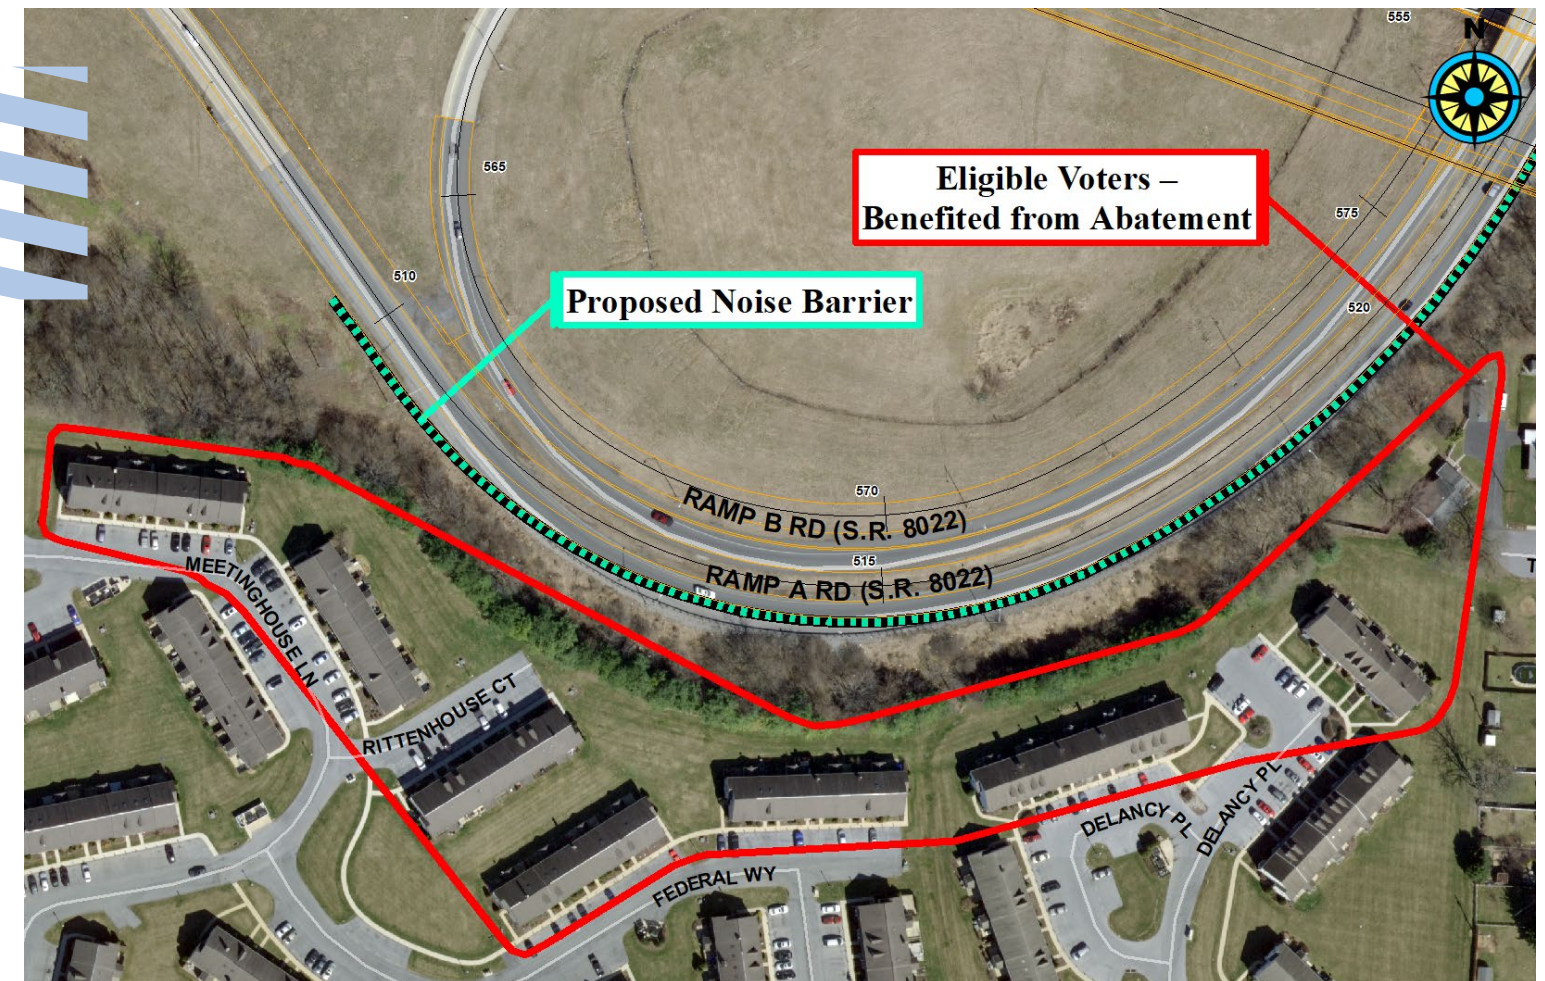 555
N
Eligible Voters –
Benefited from Abatement
565
575
510
Proposed Noise Barrier
520
570
RAMP B RD (S.R. 8022)
515
RAMP A RD (S.R. 8022)
MEETINGHOUSE LN
T
RITTENHOUSE CT
DELANCY PL
DELANCY PL
FEDERAL WY